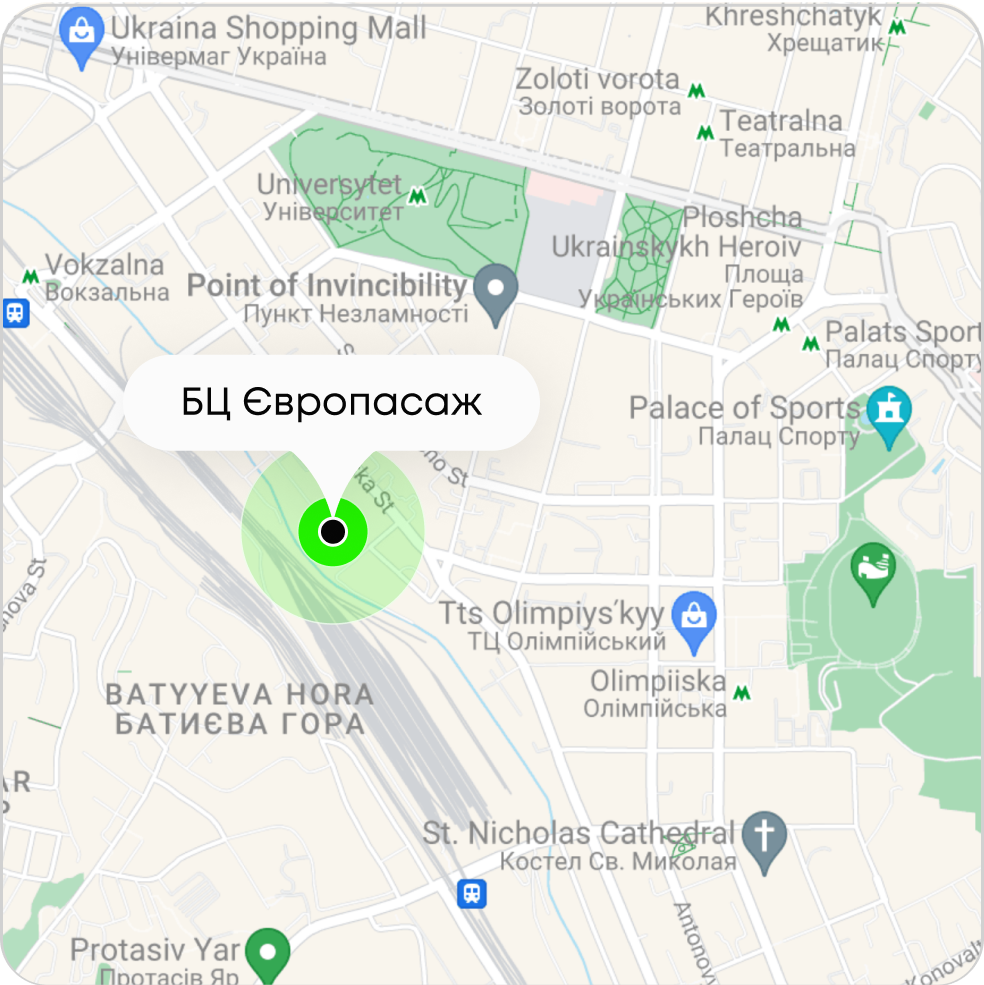 Ukraina Shopping Mall
Універмаг Україна
Khreshchatyk
Хрещатик
Zoloti vorota
Золоті ворота
Teatralna
Театральна
Universytet
Університет
Ploshcha
Ukrainskykh Heroiv
Площа
Українських Героїв
Vokzalna
Вокзальна
Point of Invincibility
Пункт Незламності
Palats Sport
Палац Спорту
БЦ Європасаж
Palace of Sports
Палац Спорту
no St
ka St
nova St
Tts Olimpiys'kyy
ТЦ Олімпійський
Olimpiiska
Олімпійська
BATYYEVA HORA
БАТИЄВА ГОРА
AR
St. Nicholas Cathedral
Костел Св. Миколая
Antonovy
Protasiv Yar
Протасів Яр
Konoval